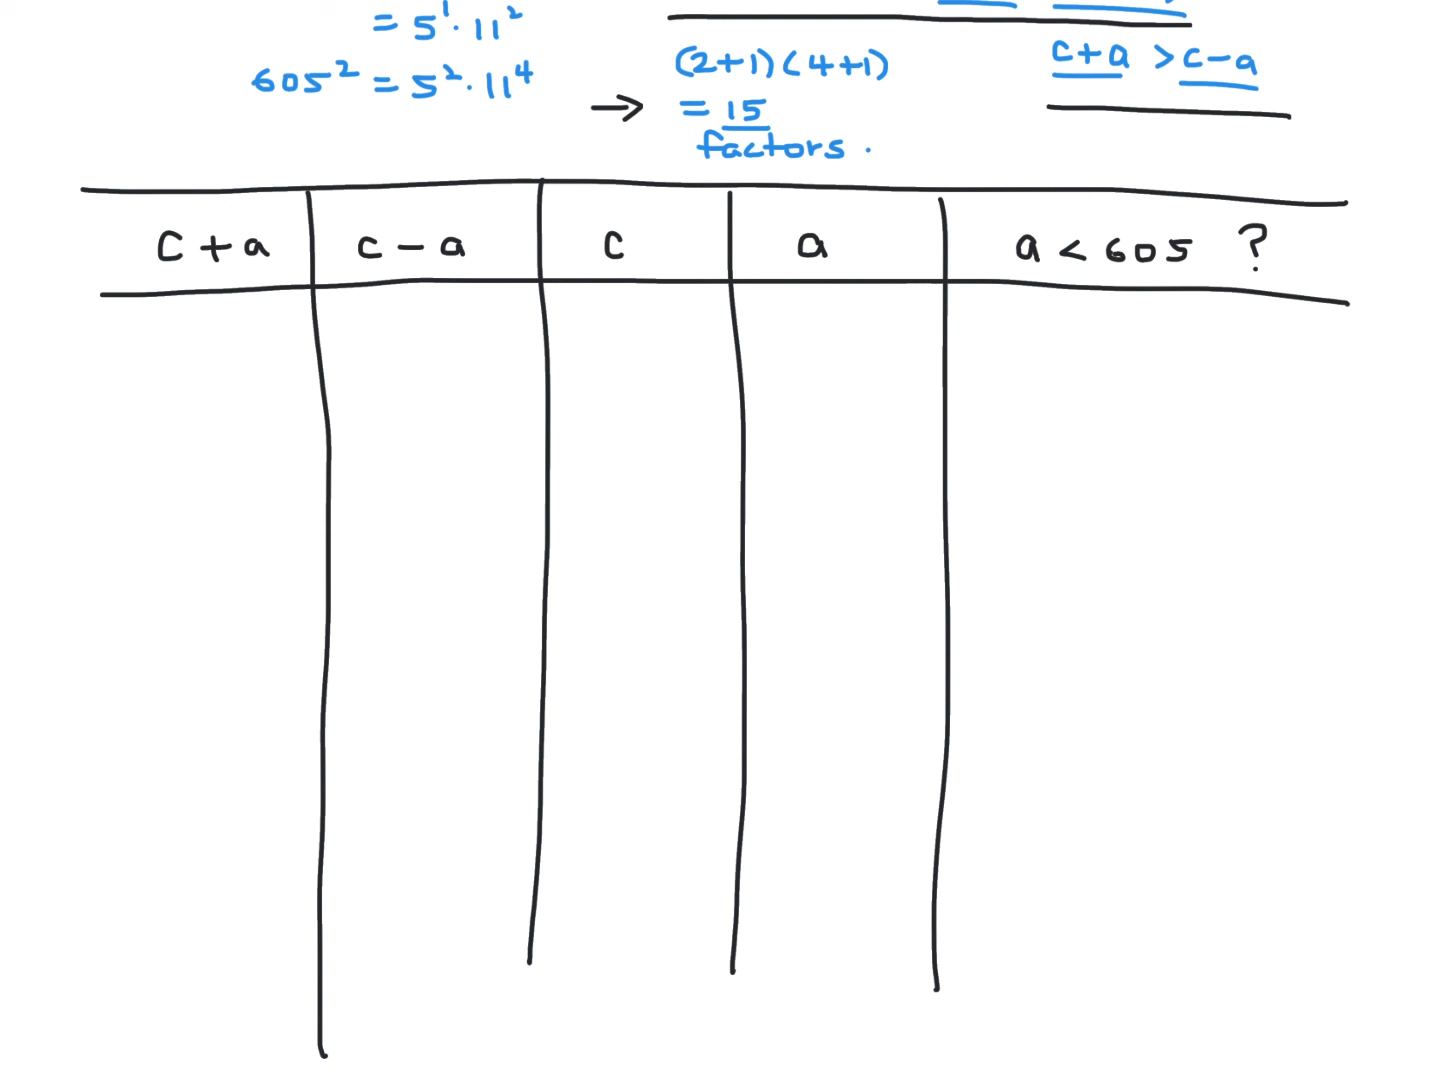 = 5¹ · 11²
605² = 5² · 11⁴
→ (2+1)(4+1)
= 15
factors.
c+a > c-a
c + a c - a c a a < 605 ?